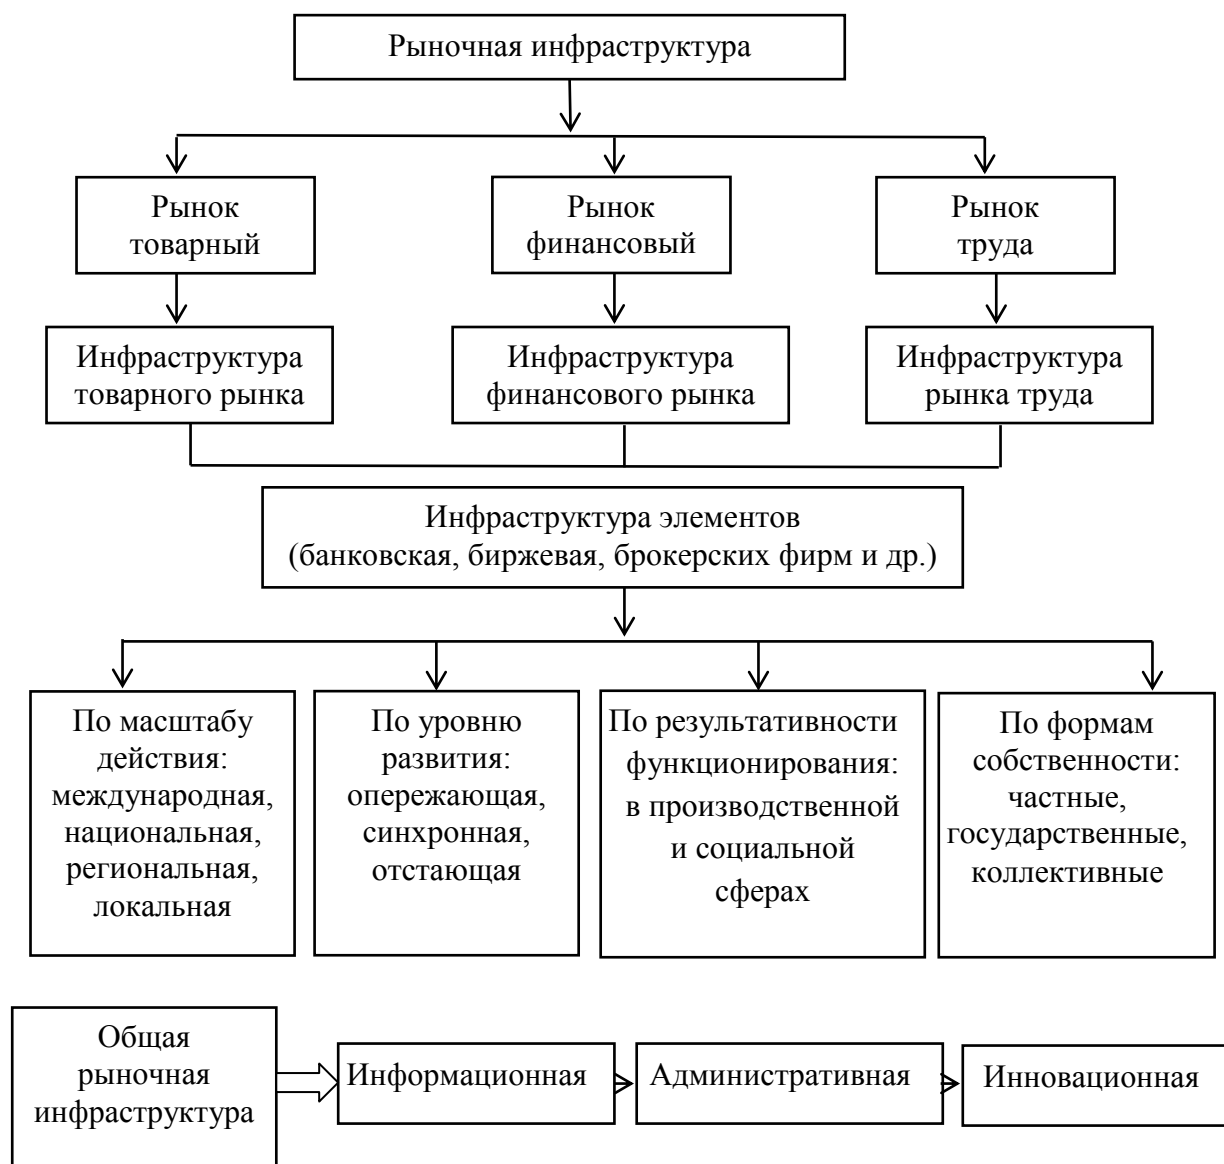 Рыночная инфраструктура
Рынок
товарный
Рынок
финансовый
Рынок
труда
Инфраструктура
товарного рынка
Инфраструктура
финансового рынка
Инфраструктура
рынка труда
Инфраструктура элементов
(банковская, биржевая, брокерских фирм и др.)
По масштабу
действия:
международная,
национальная,
региональная,
локальная
По уровню
развития:
опережающая,
синхронная,
отстающая
По результативности
функционирования:
в производственной
и социальной
сферах
По формам
собственности:
частные,
государственные,
коллективные
Общая
рыночная
инфраструктура
Информационная
Административная
Инновационная